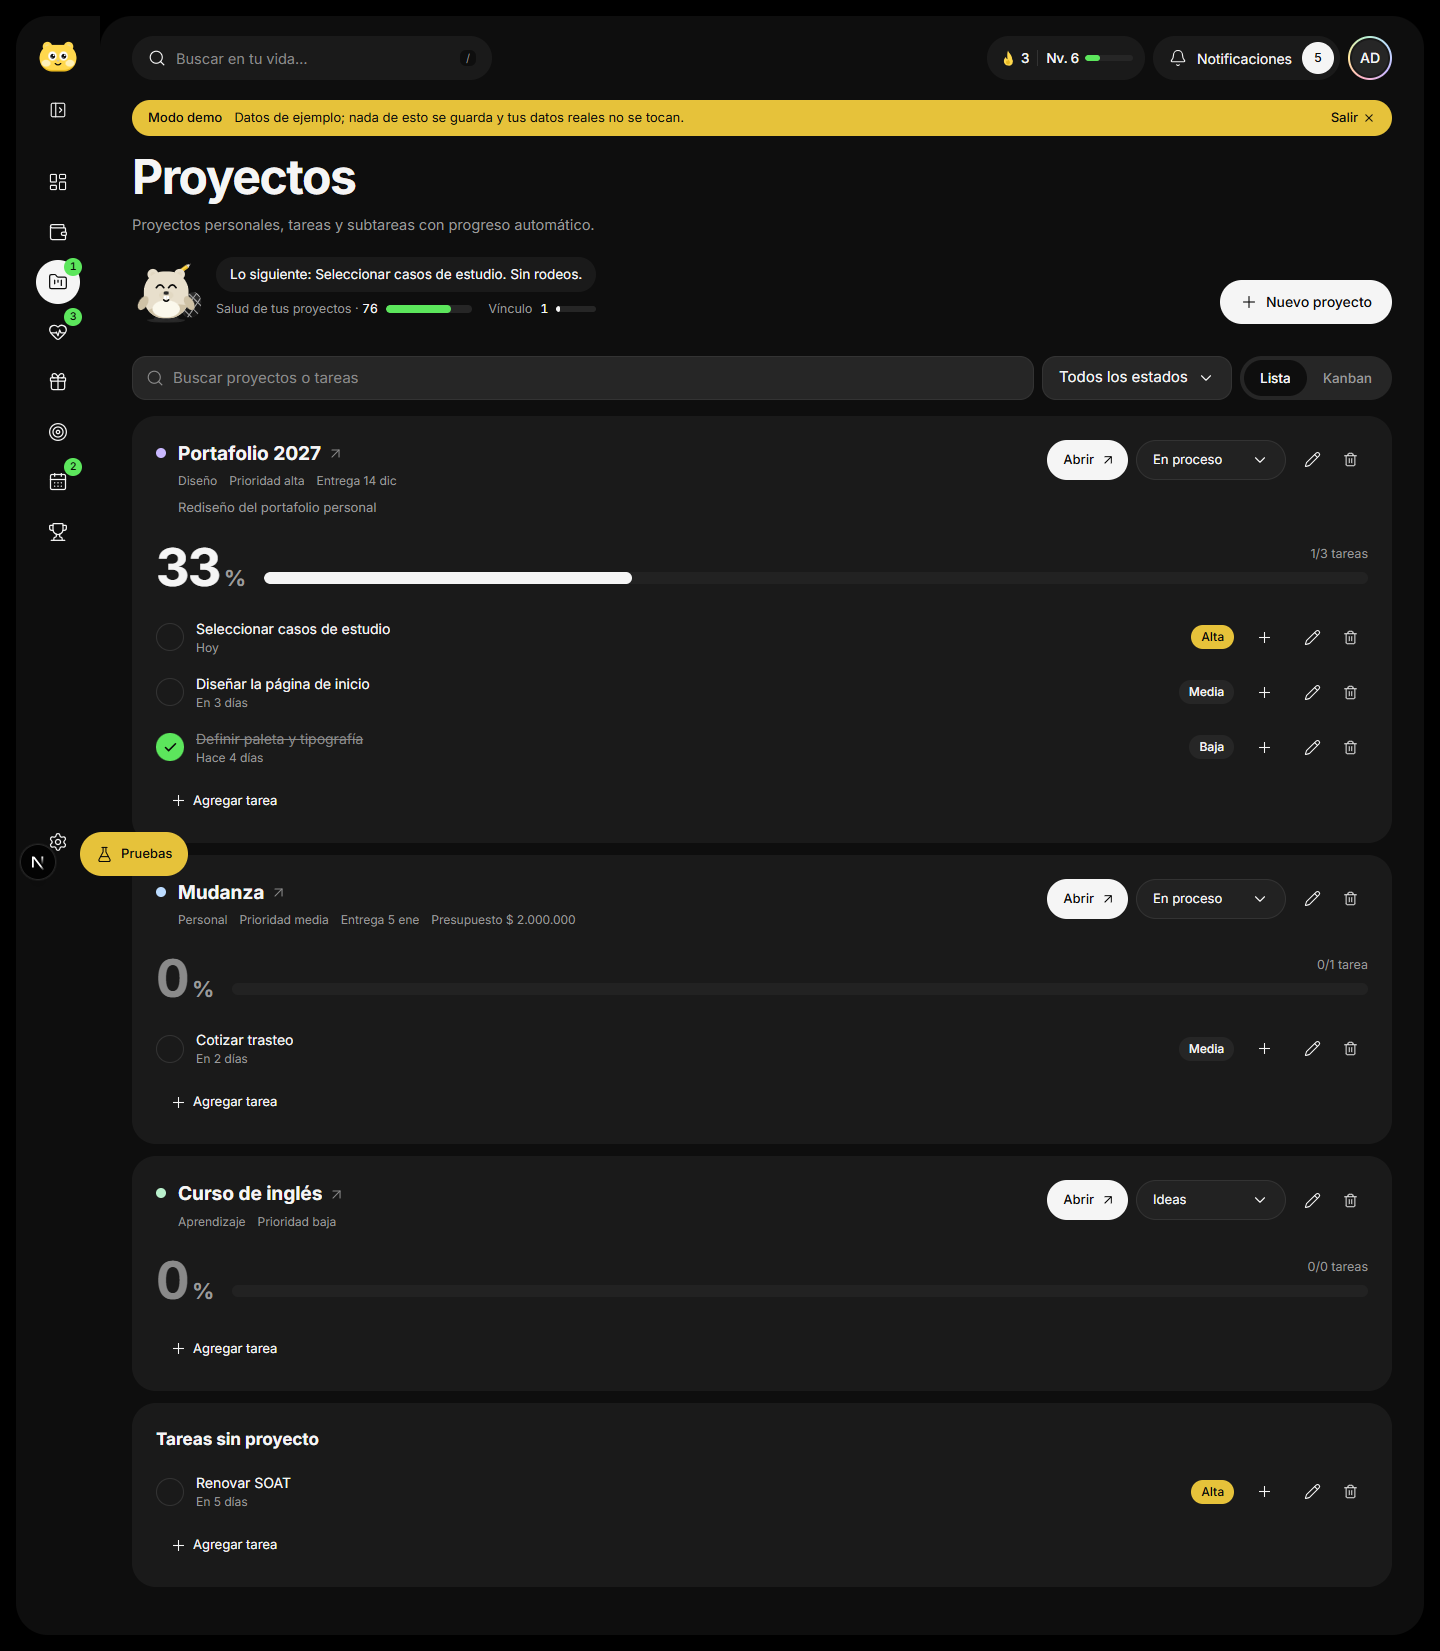 Buscar en tu vida...
/
3
Nv. 6
Notificaciones
5
AD
Modo demo Datos de ejemplo; nada de esto se guarda y tus datos reales no se tocan.
Salir
Proyectos
Proyectos personales, tareas y subtareas con progreso automático.
1
3
2
Lo siguiente: Seleccionar casos de estudio. Sin rodeos.
Salud de tus proyectos · 76
Vínculo 1
Nuevo proyecto
Buscar proyectos o tareas
Todos los estados
Lista
Kanban
Portafolio 2027
Abrir
En proceso
Diseño Prioridad alta Entrega 14 dic
Rediseño del portafolio personal
33 %
1/3 tareas
Seleccionar casos de estudio
Hoy
Alta
Diseñar la página de inicio
En 3 días
Media
Definir paleta y tipografía
Hace 4 días
Baja
Agregar tarea
N
Pruebas
Mudanza
Abrir
En proceso
Personal Prioridad media Entrega 5 ene Presupuesto $ 2.000.000
0 %
0/1 tarea
Cotizar trasteo
En 2 días
Media
Agregar tarea
Curso de inglés
Abrir
Ideas
Aprendizaje Prioridad baja
0 %
0/0 tareas
Agregar tarea
Tareas sin proyecto
Renovar SOAT
En 5 días
Alta
Agregar tarea